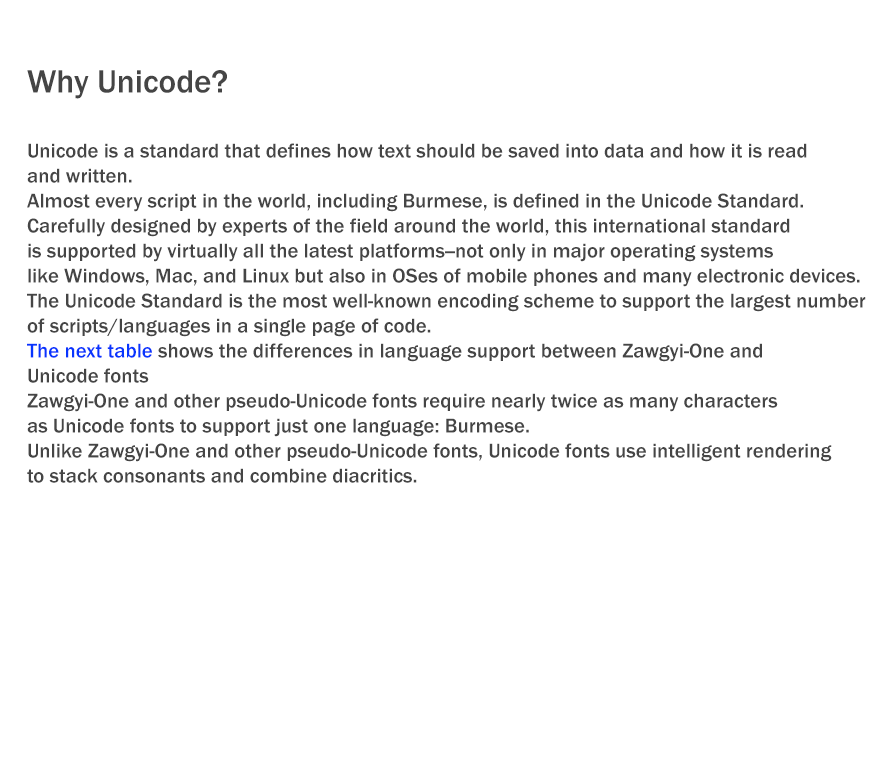 Why Unicode?
Unicode is a standard that defines how text should be saved into data and how it is read
and written.
Almost every script in the world, including Burmese, is defined in the Unicode Standard.
Carefully designed by experts of the field around the world, this international standard
is supported by virtually all the latest platforms—not only in major operating systems
like Windows, Mac, and Linux but also in OSes of mobile phones and many electronic devices.
The Unicode Standard is the most well-known encoding scheme to support the largest number
of scripts/languages in a single page of code.
The next table shows the differences in language support between Zawgyi-One and
Unicode fonts
Zawgyi-One and other pseudo-Unicode fonts require nearly twice as many characters
as Unicode fonts to support just one language: Burmese.
Unlike Zawgyi-One and other pseudo-Unicode fonts, Unicode fonts use intelligent rendering
to stack consonants and combine diacritics.